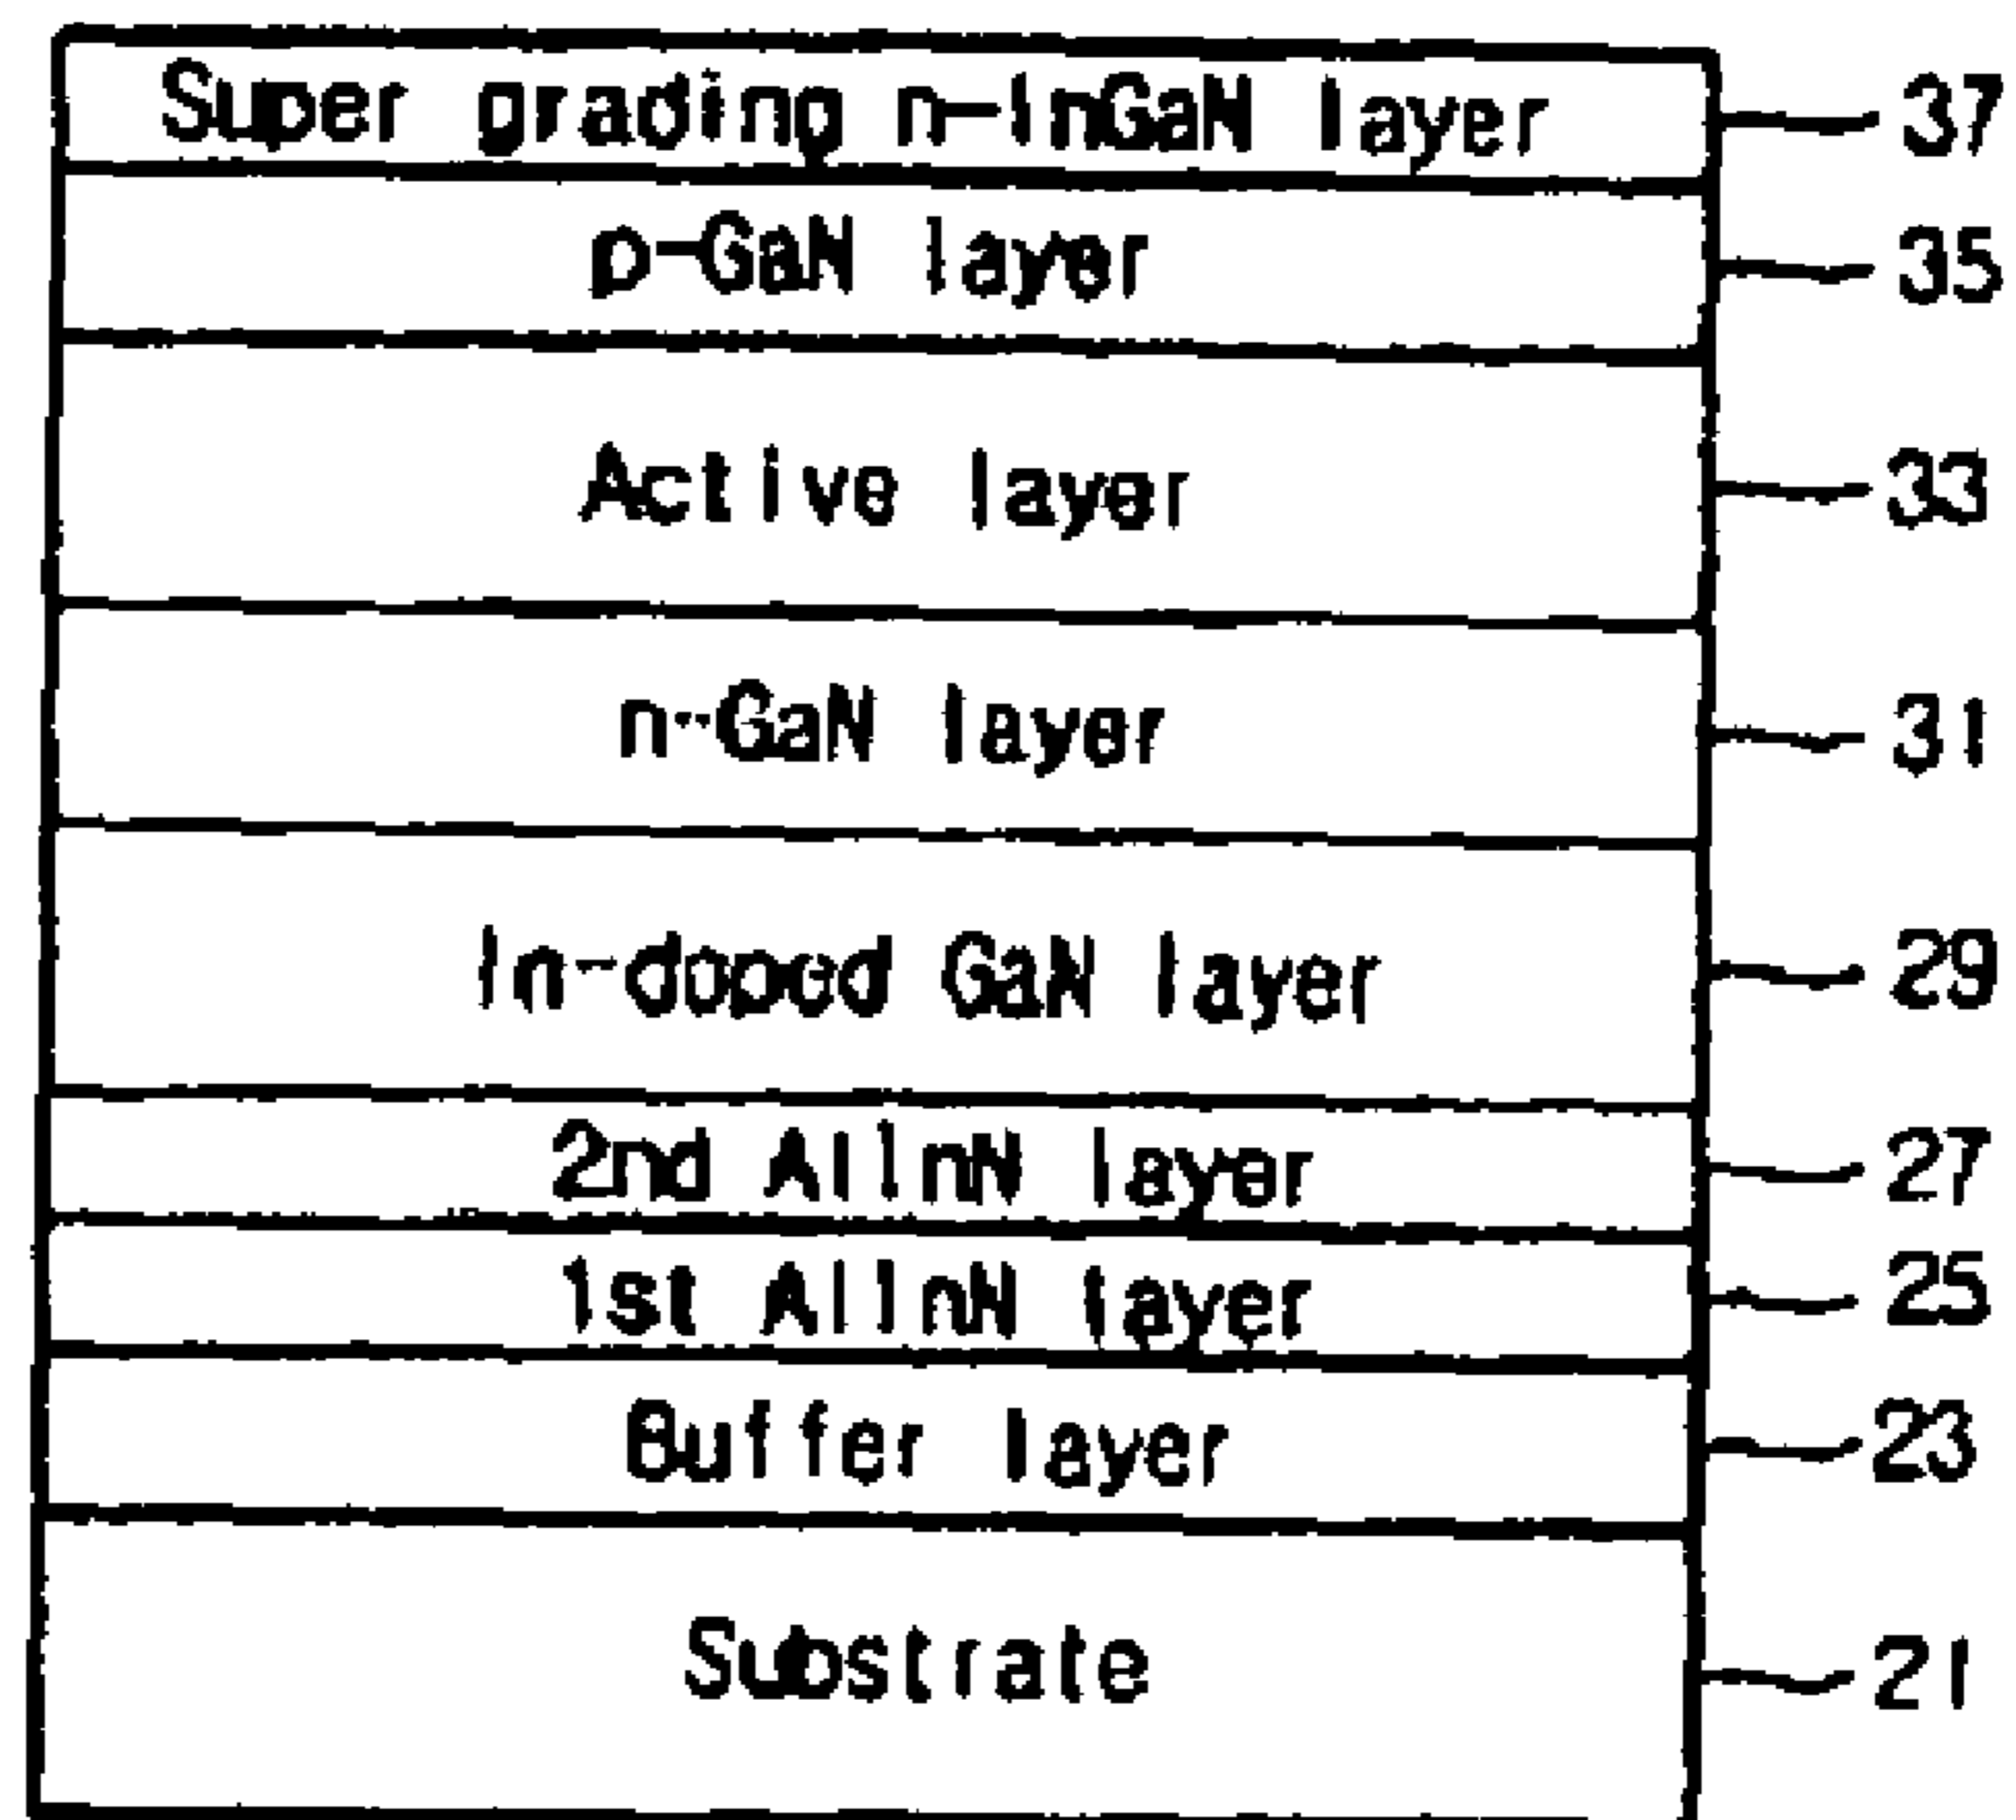 Super grading n-InGaN layer 37
p-GaN layer 35
Active layer 33
n-GaN layer 31
In-doped GaN layer 29
2nd AlInN layer 27
1st AlInN layer 25
Buffer layer 23
Substrate 21